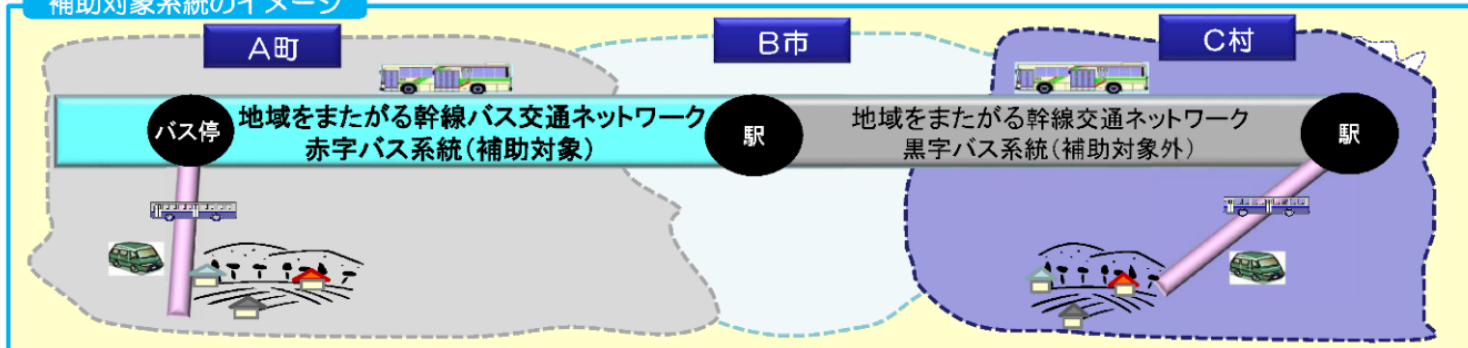 補助対象系統のイメージ
A町
B市
C村
バス停
地域をまたがる幹線バス交通ネットワーク
赤字バス系統(補助対象)
駅
地域をまたがる幹線交通ネットワーク
黒字バス系統(補助対象外)
駅